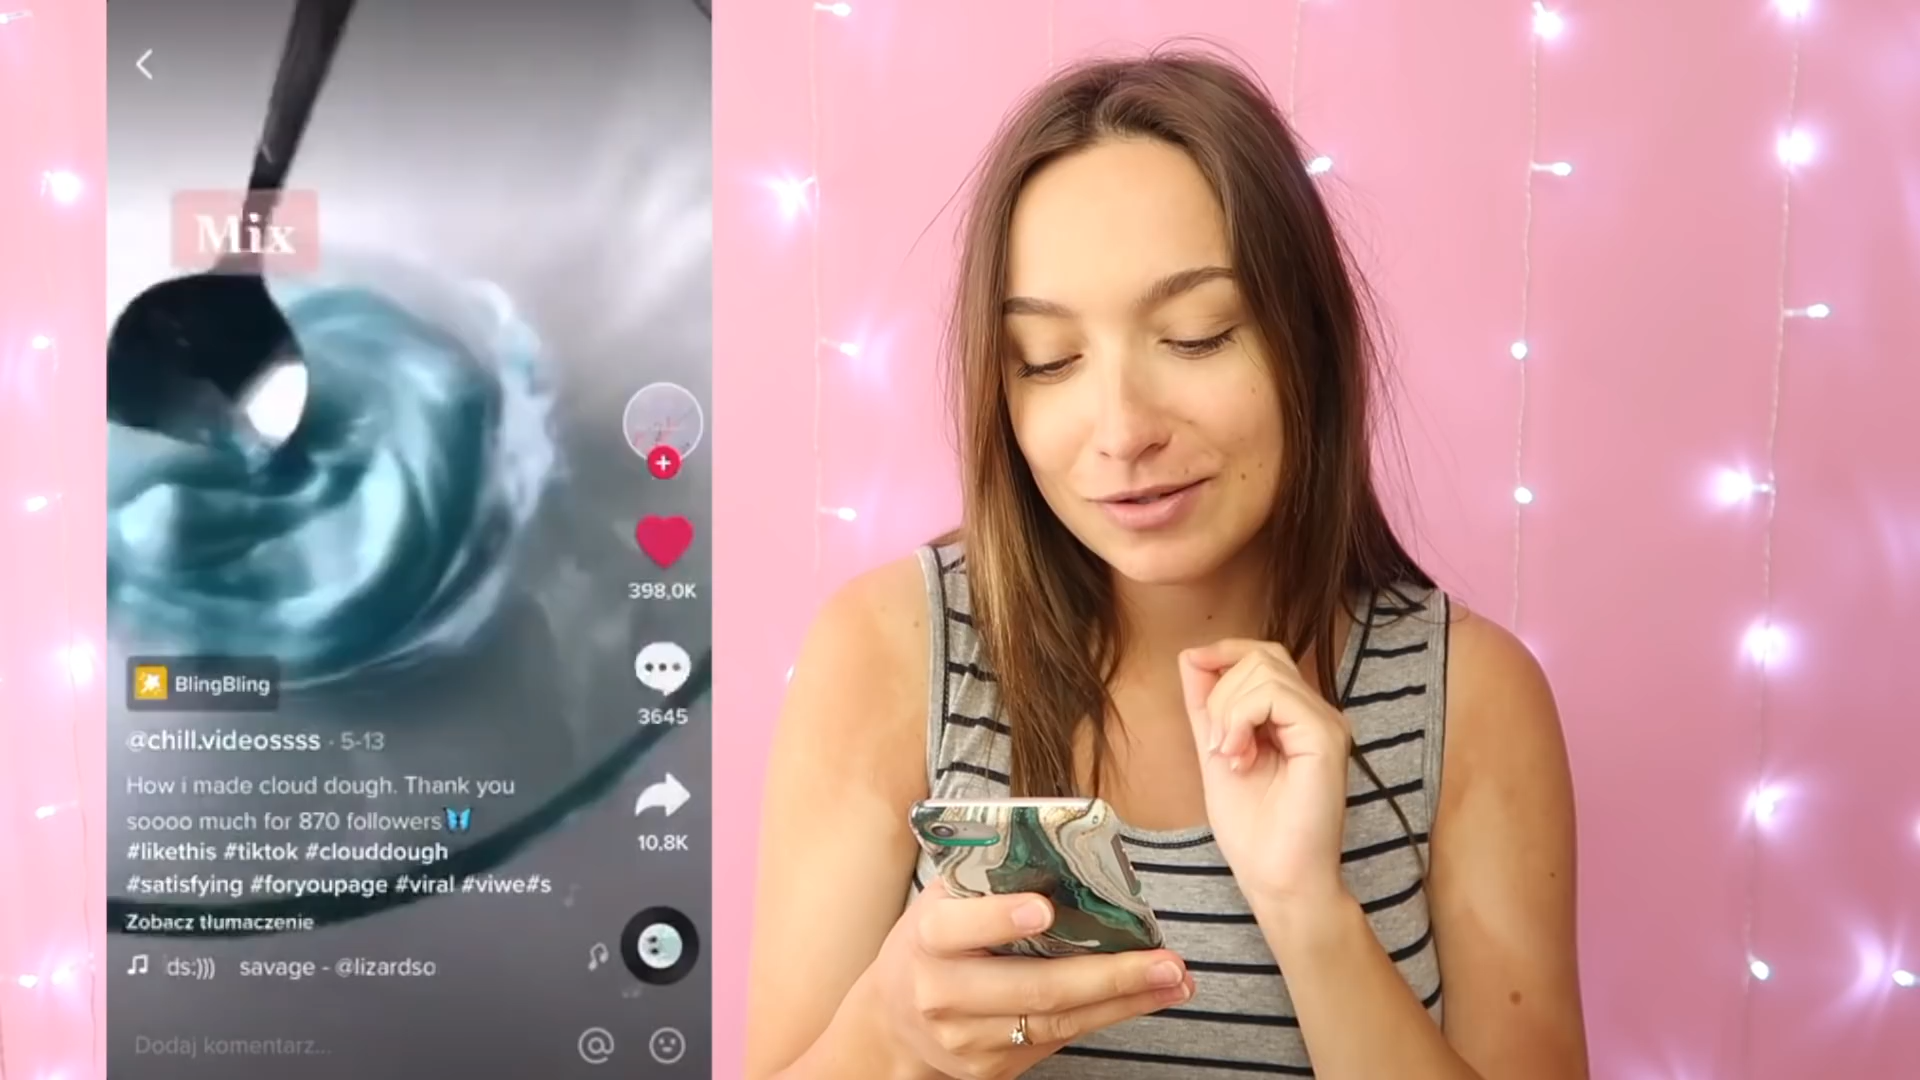 Mix
398,0K
3645
10.8K
BlingBling
@chill.videossss · 5-13
How i made cloud dough. Thank you
soooo much for 870 followers🦋
#likethis #tiktok #clouddough
#satisfying #foryoupage #viral #viwe#s
Zobacz tłumaczenie
ds:))) savage - @lizardso
Dodaj komentarz...